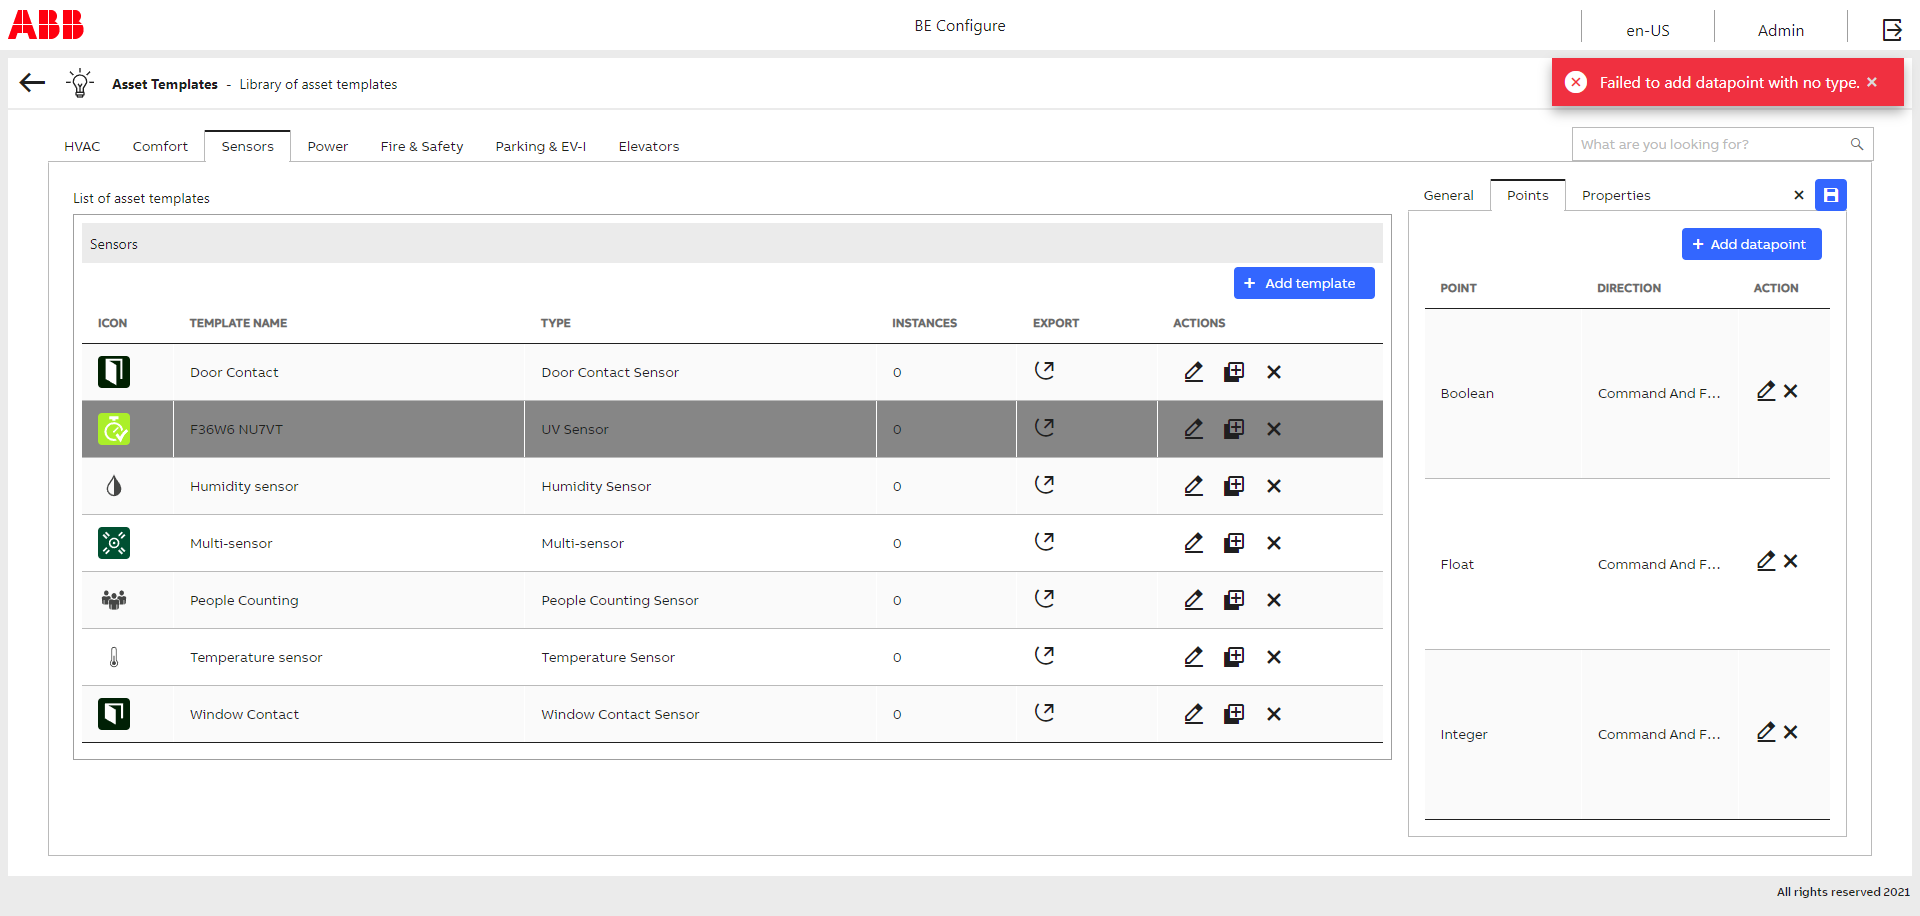 ABB
BE Configure
en-US
Admin
Asset Templates - Library of asset templates
Failed to add datapoint with no type.
HVAC Comfort Sensors Power Fire & Safety Parking & EV-I Elevators
What are you looking for?
List of asset templates
General Points Properties
Sensors
+ Add datapoint
+ Add template
POINT DIRECTION ACTION
ICON TEMPLATE NAME TYPE INSTANCES EXPORT ACTIONS
Door Contact Door Contact Sensor 0
Boolean Command And F...
F36W6 NU7VT UV Sensor 0
Humidity sensor Humidity Sensor 0
Multi-sensor Multi-sensor 0
Float Command And F...
People Counting People Counting Sensor 0
Temperature sensor Temperature Sensor 0
Window Contact Window Contact Sensor 0
Integer Command And F...
All rights reserved 2021